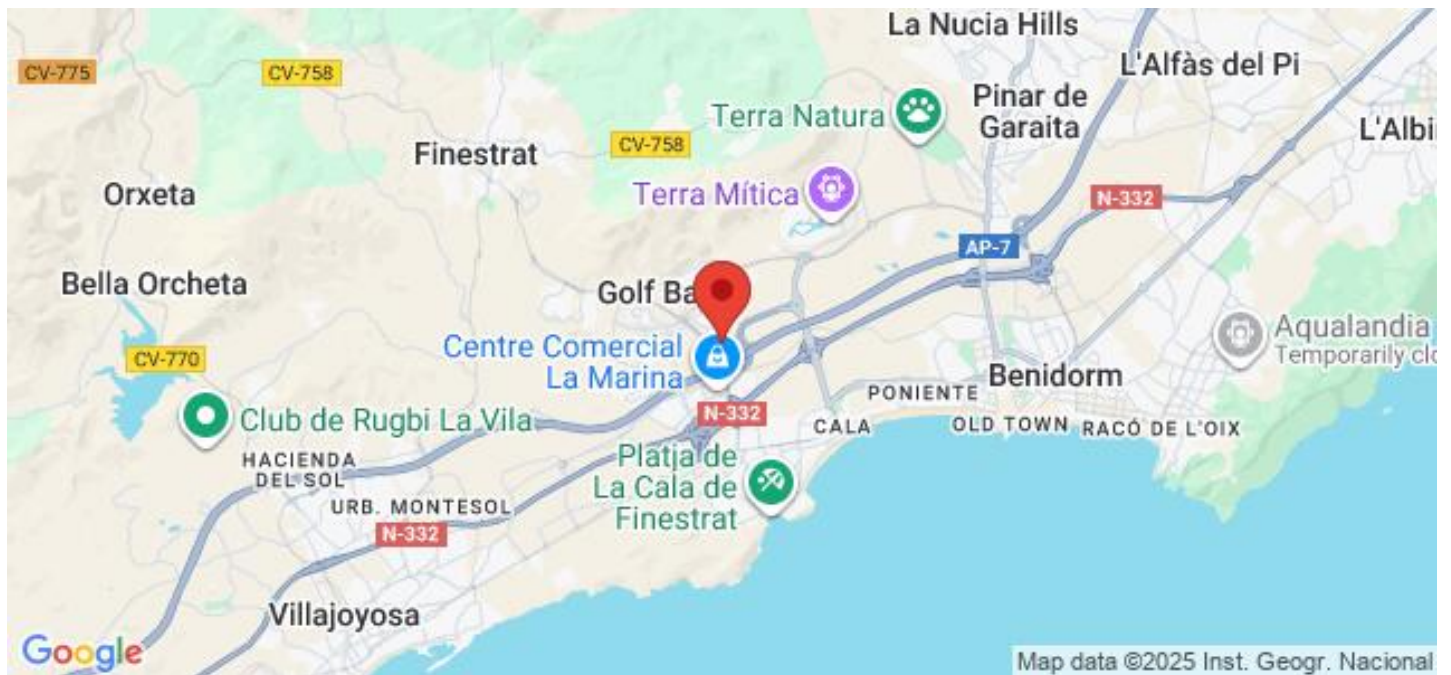 La Nucia Hills
CV-775
CV-758
L'Alfàs del Pi
Terra Natura
Pinar de
Garaita
Finestrat
CV-758
L'Albi
Orxeta
Terra Mítica
N-332
AP-7
Bella Orcheta
Golf Ba
Centre Comercial
La Marina
Aqualandia
Temporarily clo
CV-770
Benidorm
PONIENTE
Club de Rugbi La Vila
N-332
CALA
OLD TOWN
RACÓ DE L'OIX
HACIENDA
DEL SOL
Platja de
La Cala de
Finestrat
URB. MONTESOL
N-332
Villajoyosa
Google
Map data ©2025 Inst. Geogr. Nacional